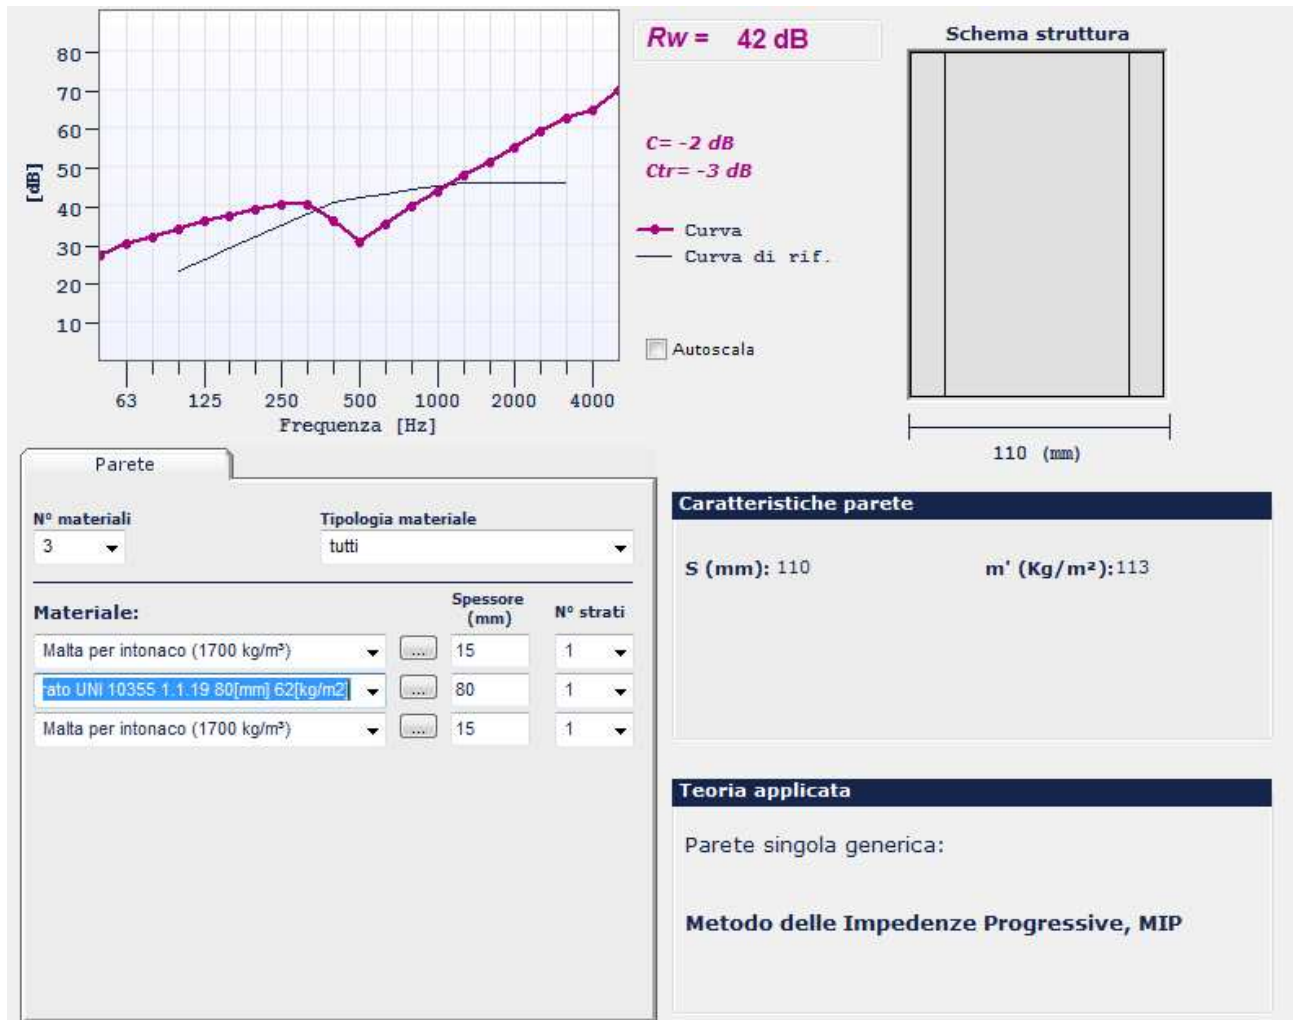 Rw = 42 dB
Schema struttura
80
70
60
50
40
30
20
10
[dB]
C= -2 dB
Ctr= -3 dB
Curva
Curva di rif.
Autoscala
63 125 250 500 1000 2000 4000
Frequenza [Hz]
110 (mm)
Parete
N° materiali Tipologia materiale
3 tutti
Materiale: Spessore (mm) N° strati
Malta per intonaco (1700 kg/m³) ... 15 1
rato UNI 10355 1.1.19 80[mm] 62[kg/m2] ... 80 1
Malta per intonaco (1700 kg/m³) ... 15 1
Caratteristiche parete
S (mm): 110 m' (Kg/m²):113
Teoria applicata
Parete singola generica:
Metodo delle Impedenze Progressive, MIP